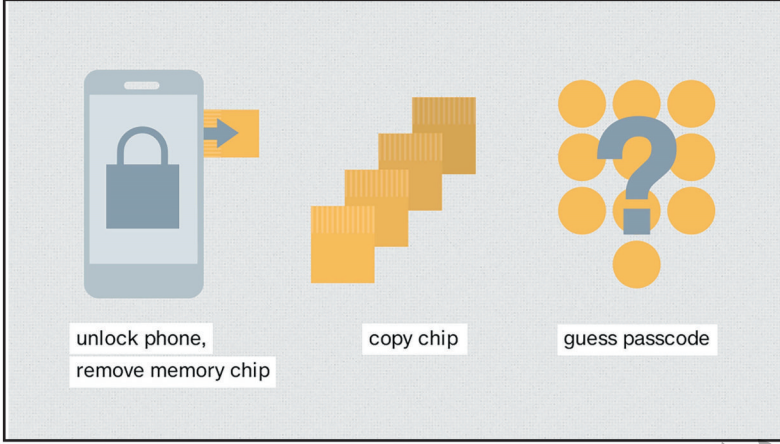 unlock phone,
remove memory chip
copy chip
guess passcode